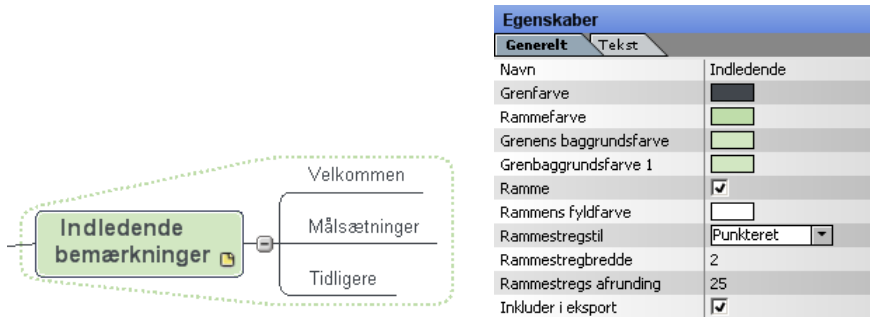 Velkommen
Indledende
bemærkninger
Målsætninger
Tidligere
Egenskaber
Generelt Tekst
Navn Indledende
Grenfarve
Rammefarve
Grenens baggrundsfarve
Grenbaggrundsfarve 1
Ramme
Rammens fyldfarve
Rammestregstil Punkteret
Rammestregbredde 2
Rammestregs afrunding 25
Inkluder i eksport